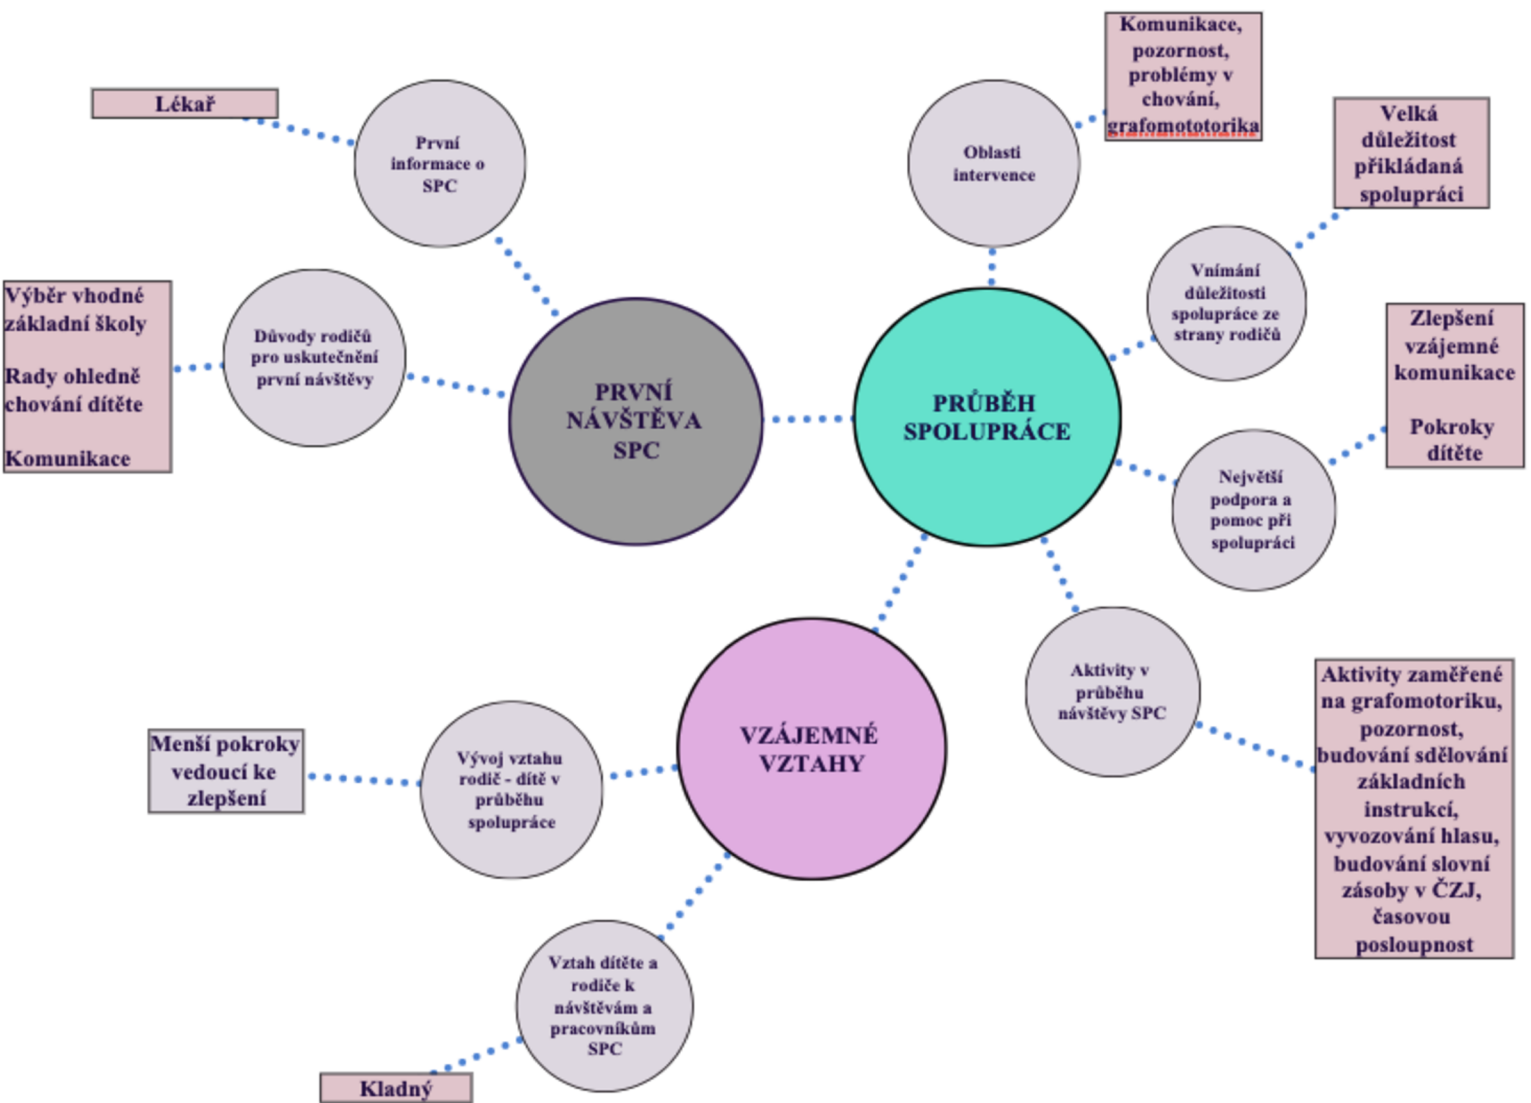 Lékař
První
informace o
SPC
Výběr vhodné
základní školy
Rady ohledně
chování dítěte
Komunikace
Důvody rodičů
pro uskutečnění
první návštěvy
PRVNÍ
NÁVŠTĚVA
SPC
Komunikace,
pozornost,
problémy v
chování,
grafomototorika
Oblasti
intervence
Velká
důležitost
přikládaná
spolupráci
Vnímání
důležitosti
spolupráce ze
strany rodičů
PRŮBĚH
SPOLUPRÁCE
Zlepšení
vzájemné
komunikace
Pokroky
dítěte
Největší
podpora a
pomoc při
spolupráci
Aktivity v
průběhu
návštěvy SPC
Aktivity zaměřené
na grafomotoriku,
pozornost,
budování sdělování
základních
instrukcí,
vyvozování hlasu,
budování slovní
zásoby v ČZJ,
časovou
posloupnost
VZÁJEMNÉ
VZTAHY
Menší pokroky
vedoucí ke
zlepšení
Vývoj vztahu
rodič - dítě v
průběhu
spolupráce
Vztah dítěte a
rodiče k
návštěvám a
pracovníkům
SPC
Kladný